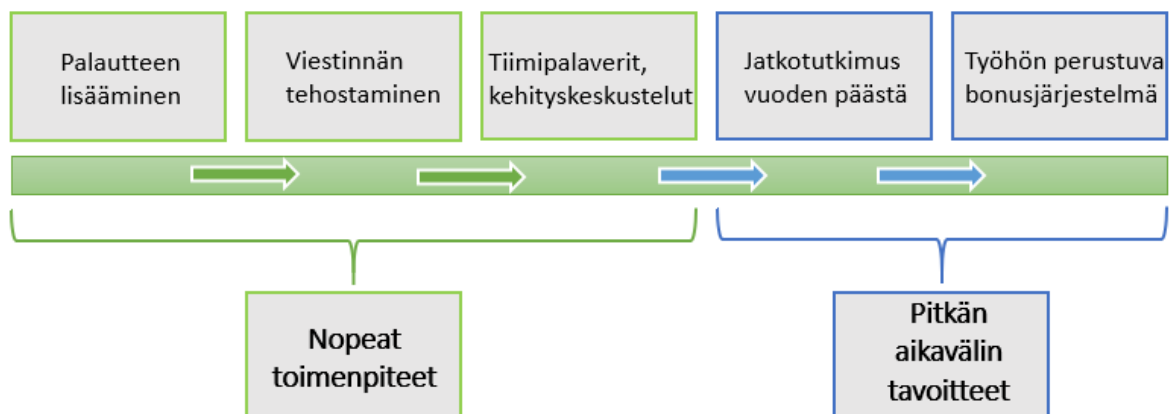 Palautteen
lisääminen
Viestinnän
tehostaminen
Tiimipalaverit,
kehityskeskustelut
Jatkotutkimus
vuoden päästä
Työhön perustuva
bonusjärjestelmä
Nopeat
toimenpiteet
Pitkän
aikavälin
tavoitteet